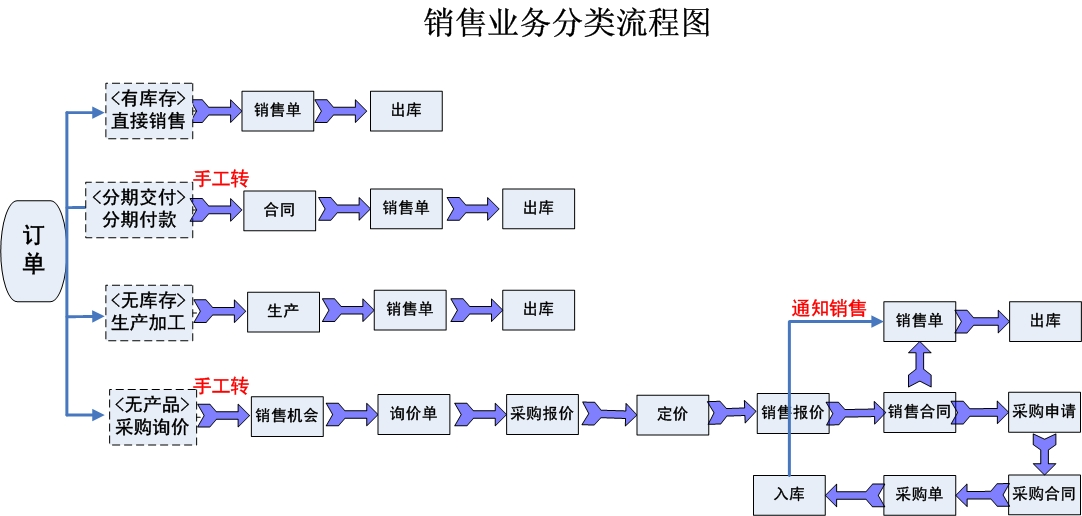 销售业务分类流程图
<有库存>
直接销售
销售单
出库
手工转
<分期交付>
分期付款
合同
销售单
出库
订
单
<无库存>
生产加工
生产
销售单
出库
通知销售
销售单
出库
手工转
<无产品>
采购询价
销售机会
询价单
采购报价
定价
销售报价
销售合同
采购申请
入库
采购单
采购合同